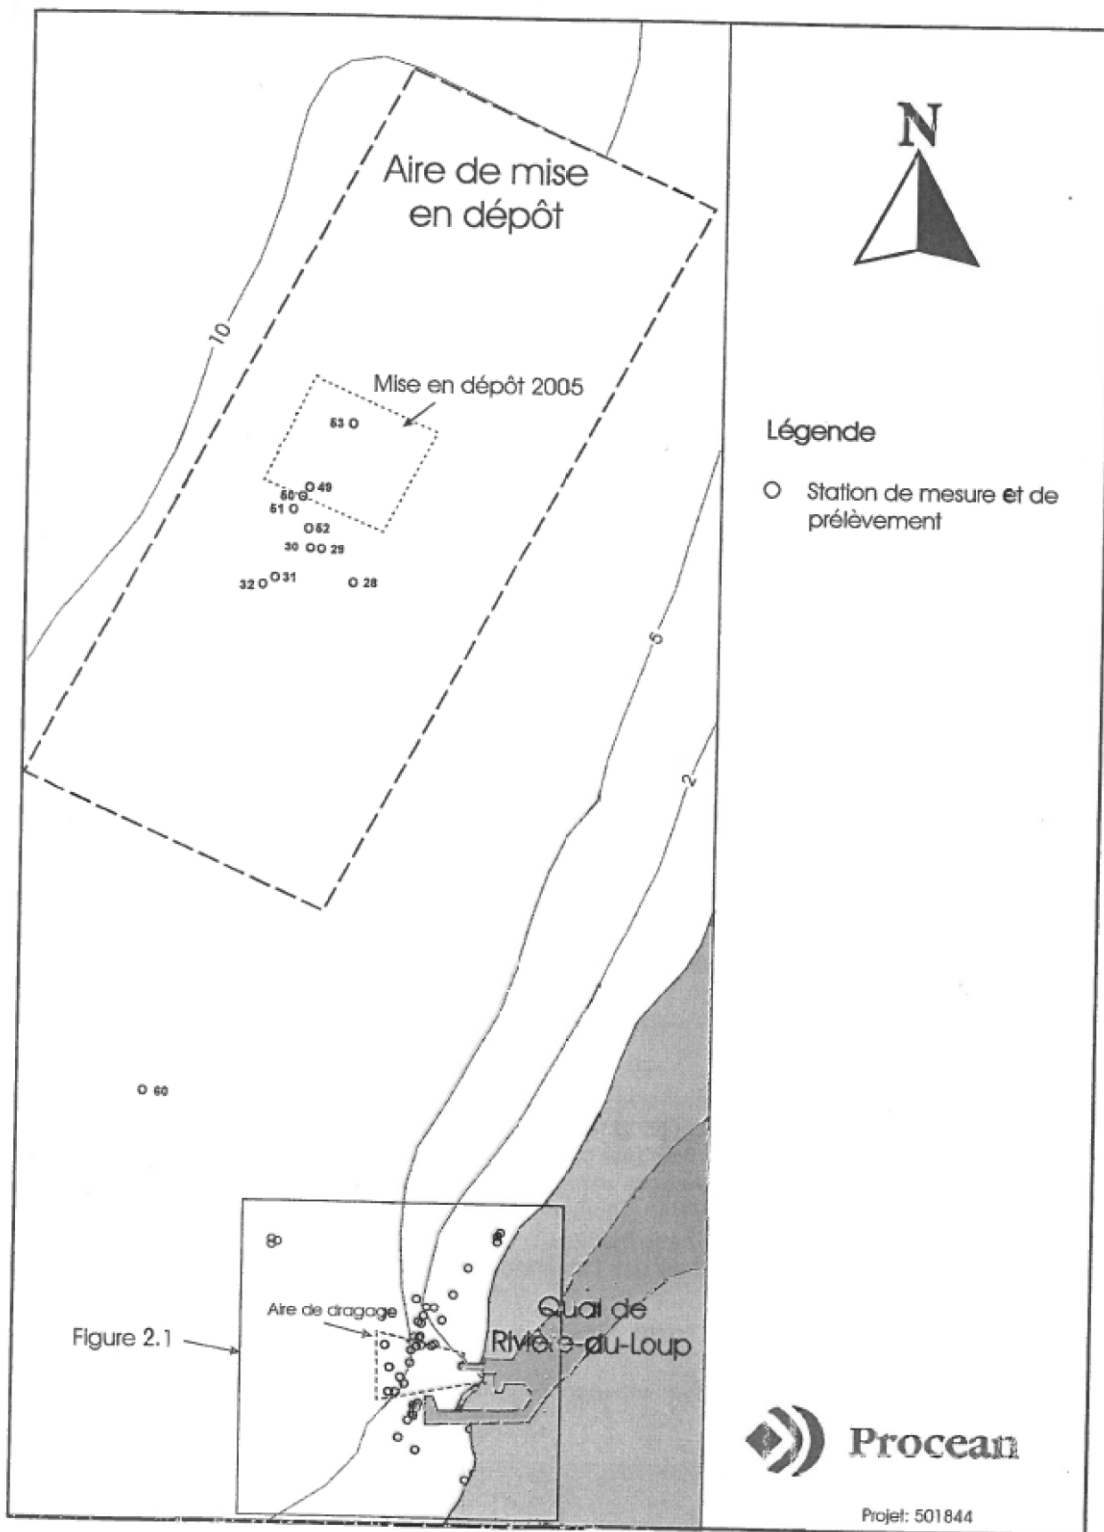 N
Aire de mise
en dépôt
10
Mise en dépôt 2005
53
49
50
51
52
30
29
32
31
28
Légende
Station de mesure et de
prélèvement
5
2
60
Aire de dragage
Quai de
Rivière-du-Loup
Figure 2.1
Procean
Projet: 501844